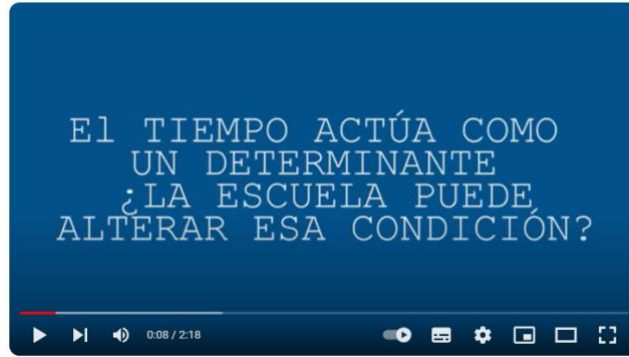 El TIEMPO ACTÚA COMO
UN DETERMINANTE
¿LA ESCUELA PUEDE
ALTERAR ESA CONDICIÓN?
0:08 / 2:18